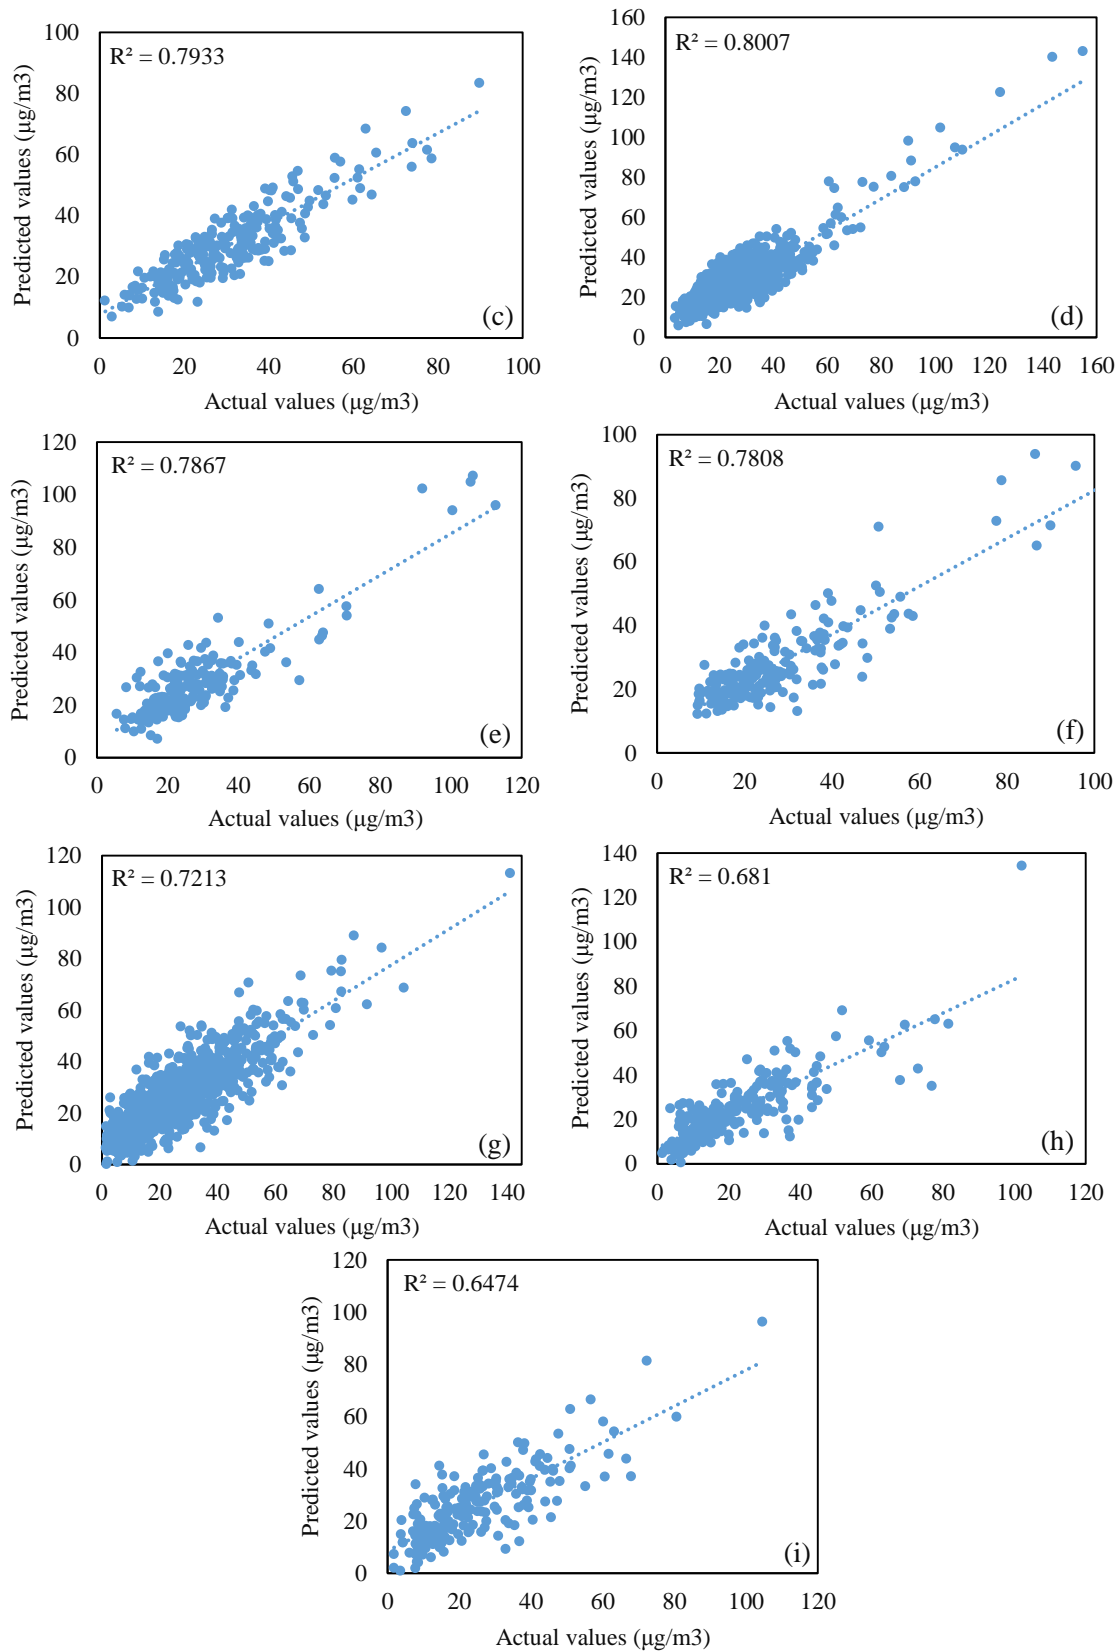 R² = 0.7933
100
80
60
40
20
0
Predicted values (μg/m3)
(c)
0 20 40 60 80 100
Actual values (μg/m3)
R² = 0.8007
160
140
120
100
80
60
40
20
0
Predicted values (μg/m3)
(d)
0 20 40 60 80 100 120 140 160
Actual values (μg/m3)
R² = 0.7867
120
100
80
60
40
20
0
Predicted values (μg/m3)
(e)
0 20 40 60 80 100 120
Actual values (μg/m3)
R² = 0.7808
100
80
60
40
20
0
Predicted values (μg/m3)
(f)
0 20 40 60 80 100
Actual values (μg/m3)
R² = 0.7213
120
100
80
60
40
20
0
Predicted values (μg/m3)
(g)
0 20 40 60 80 100 120 140
Actual values (μg/m3)
R² = 0.681
140
120
100
80
60
40
20
0
Predicted values (μg/m3)
(h)
0 20 40 60 80 100 120
Actual values (μg/m3)
R² = 0.6474
120
100
80
60
40
20
0
Predicted values (μg/m3)
(i)
0 20 40 60 80 100 120
Actual values (μg/m3)